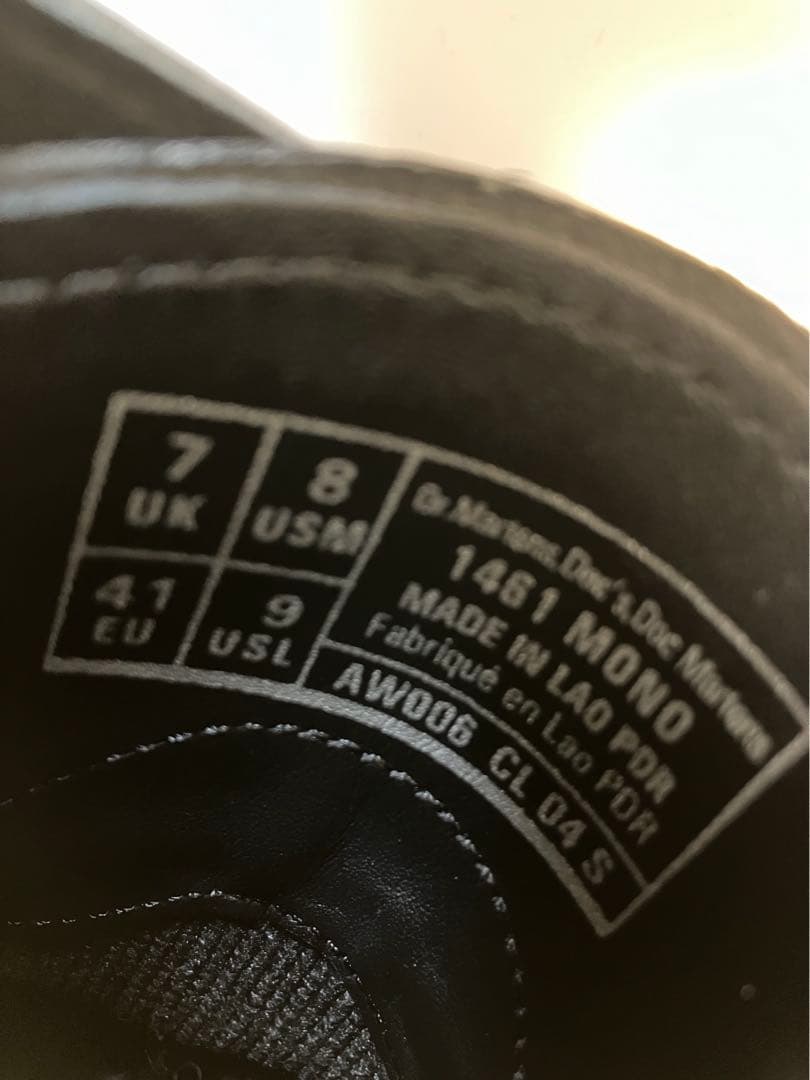 7
UK
8
USM
41
EU
9
USL
Dr.Martens,Doc's,Doc Martens
1461 MONO
MADE IN LAO PDR
Fabriqué en Lao PDR
AW006 CL 04 S